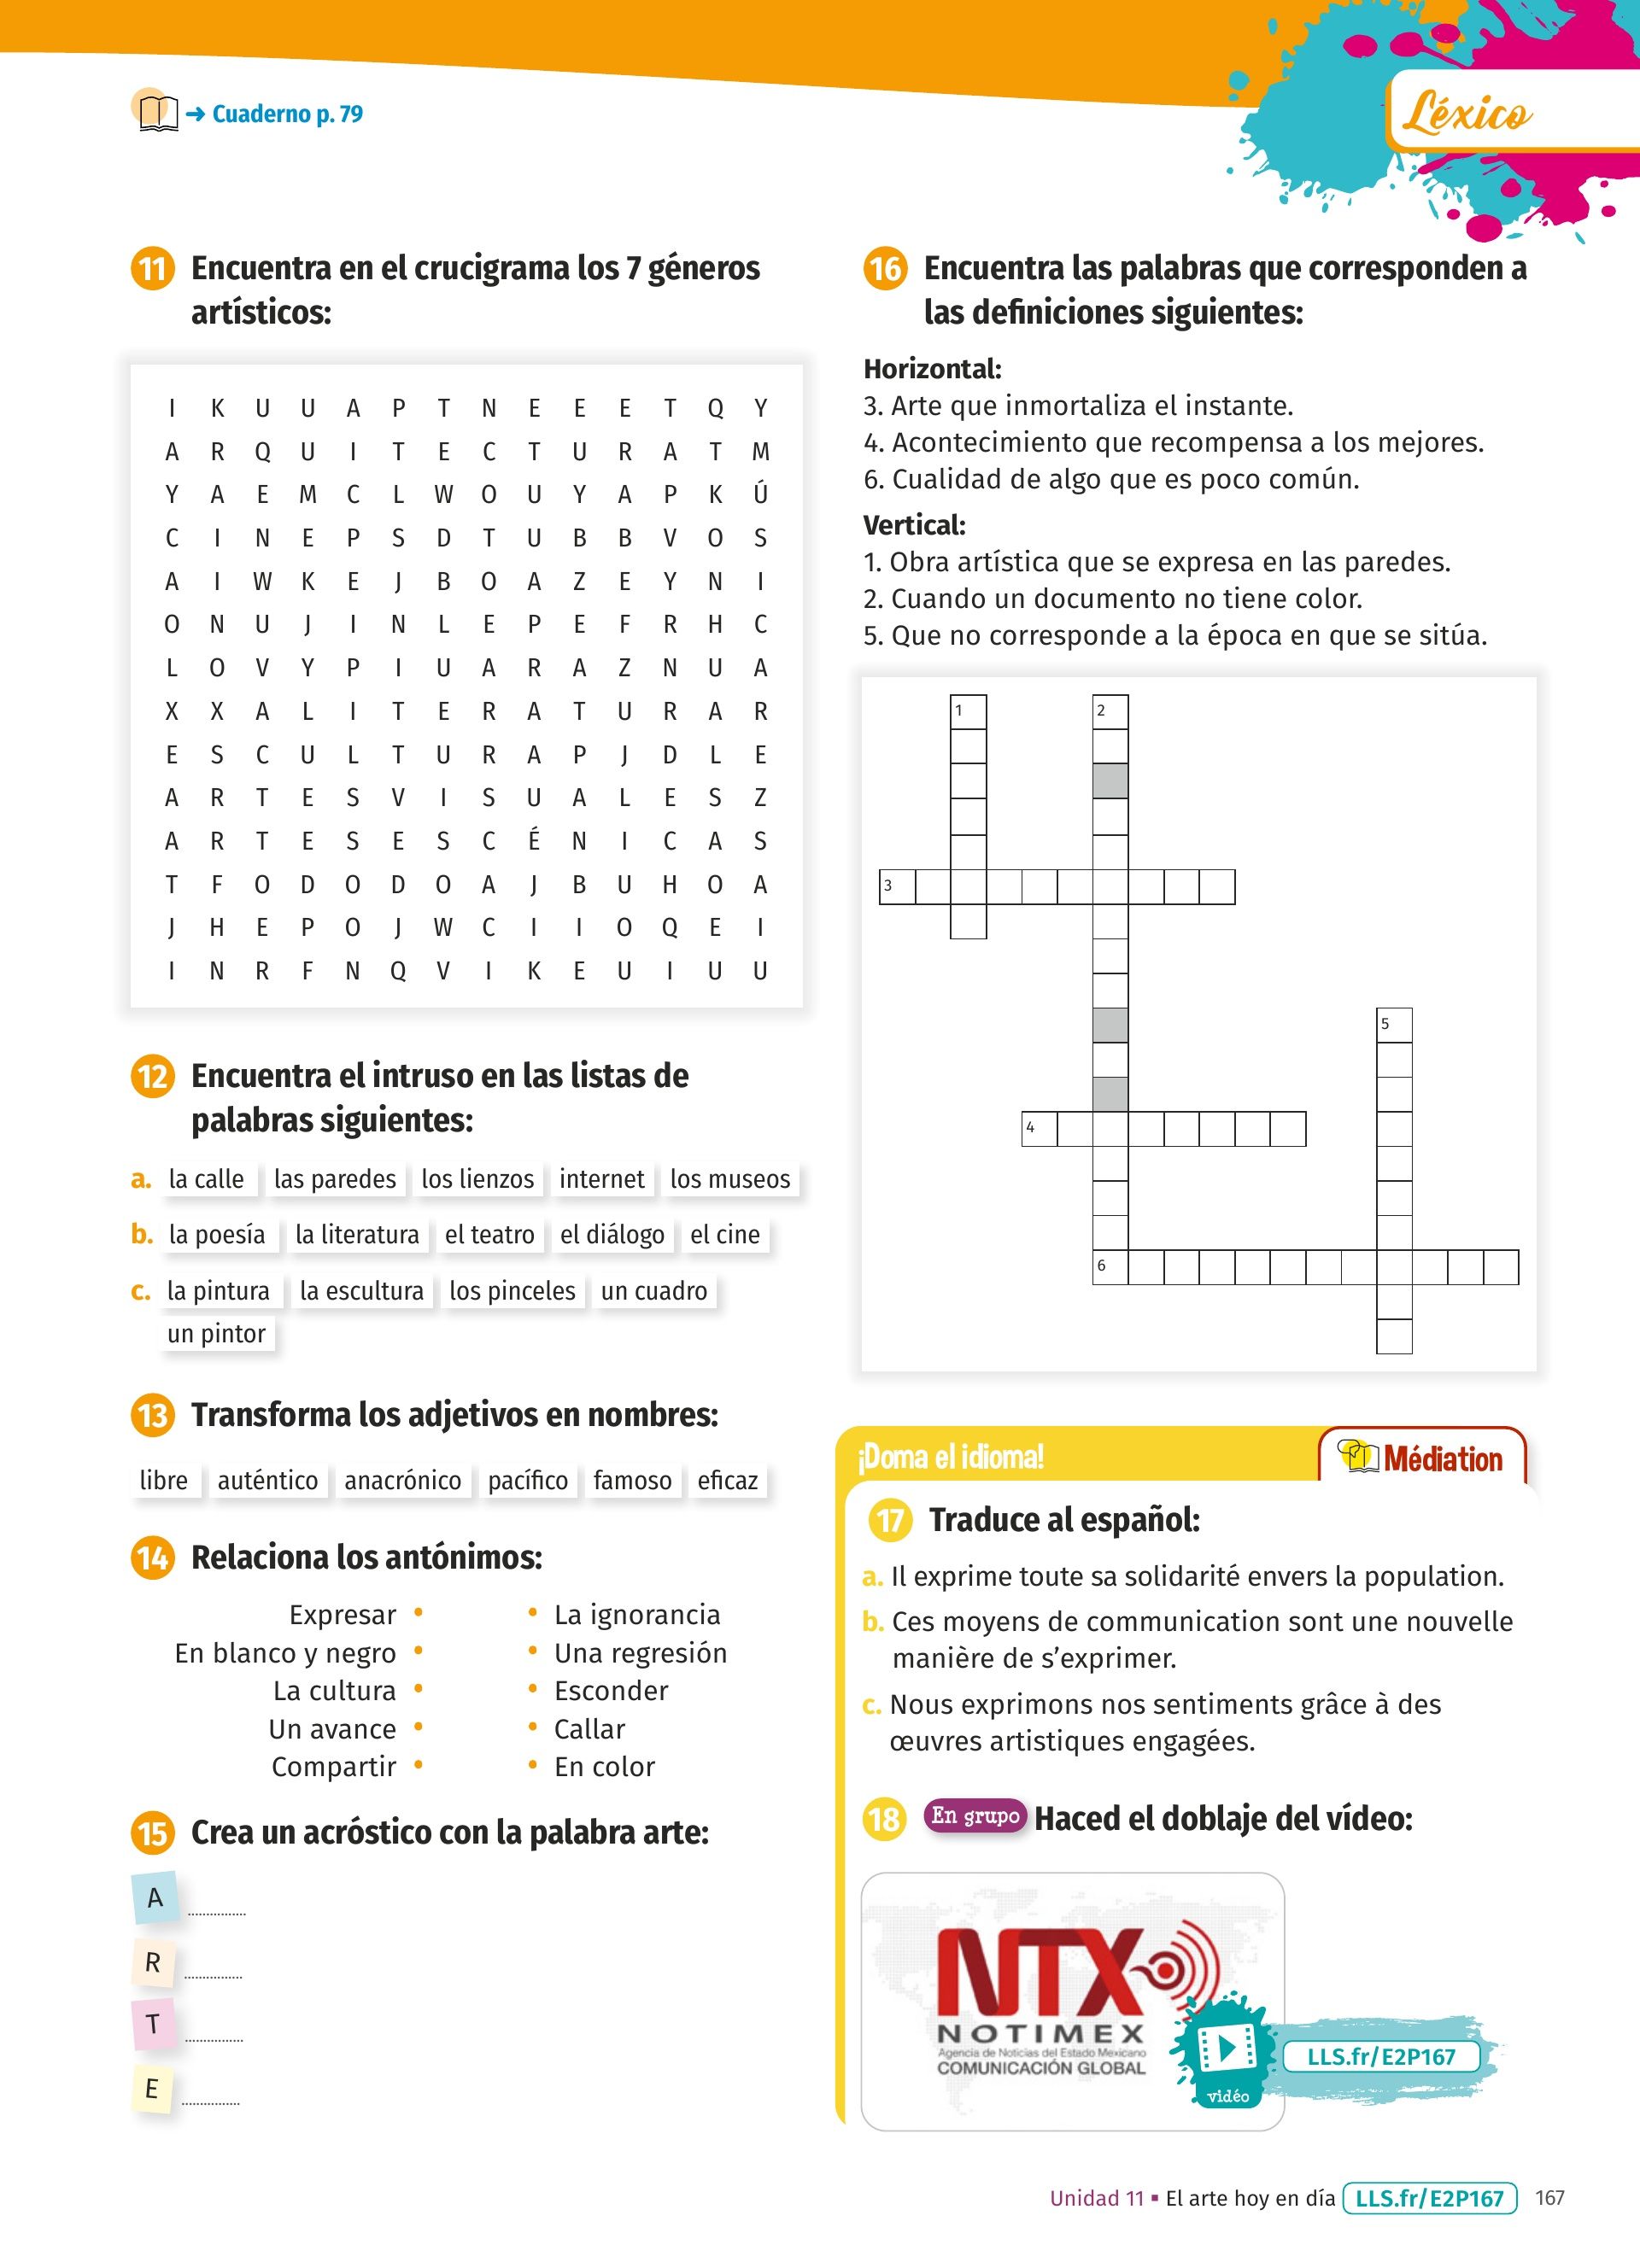 ➜ Cuaderno p. 79
Léxico
11 Encuentra en el crucigrama los 7 géneros
artísticos:
I K U U A P T N E E E T Q Y
A R Q U I T E C T U R A T M
Y A E M C L W O U Y A P K Ú
C I N E P S D T U B B V O S
A I W K E J B O A Z E Y N I
O N U J I N L E P E F R H C
L O V Y P I U A R A Z N U A
X X A L I T E R A T U R A R
E S C U L T U R A P J D L E
A R T E S V I S U A L E S Z
A R T E S E S C É N I C A S
T F O D O D O A J B U H O A
J H E P O J W C I I O Q E I
I N R F N Q V I K E U I U U
12 Encuentra el intruso en las listas de
palabras siguientes:
a. la calle las paredes los lienzos internet los museos
b. la poesía la literatura el teatro el diálogo el cine
c. la pintura la escultura los pinceles un cuadro
un pintor
13 Transforma los adjetivos en nombres:
libre auténtico anacrónico pacífico famoso eficaz
14 Relaciona los antónimos:
Expresar • • La ignorancia
En blanco y negro • • Una regresión
La cultura • • Esconder
Un avance • • Callar
Compartir • • En color
15 Crea un acróstico con la palabra arte:
A ...............
R ...............
T ...............
E ...............
16 Encuentra las palabras que corresponden a
las definiciones siguientes:
Horizontal:
3. Arte que inmortaliza el instante.
4. Acontecimiento que recompensa a los mejores.
6. Cualidad de algo que es poco común.
Vertical:
1. Obra artística que se expresa en las paredes.
2. Cuando un documento no tiene color.
5. Que no corresponde a la época en que se sitúa.
1 2
3
5
4
6
¡Doma el idioma!
Médiation
17 Traduce al español:
a. Il exprime toute sa solidarité envers la population.
b. Ces moyens de communication sont une nouvelle
manière de s’exprimer.
c. Nous exprimons nos sentiments grâce à des
œuvres artistiques engagées.
18 En grupo Haced el doblaje del vídeo:
NTX
NOTIMEX
Agencia de Noticias del Estado Mexicano
COMUNICACIÓN GLOBAL
vidéo
LLS.fr/E2P167
Unidad 11 ▪ El arte hoy en día LLS.fr/E2P167 167